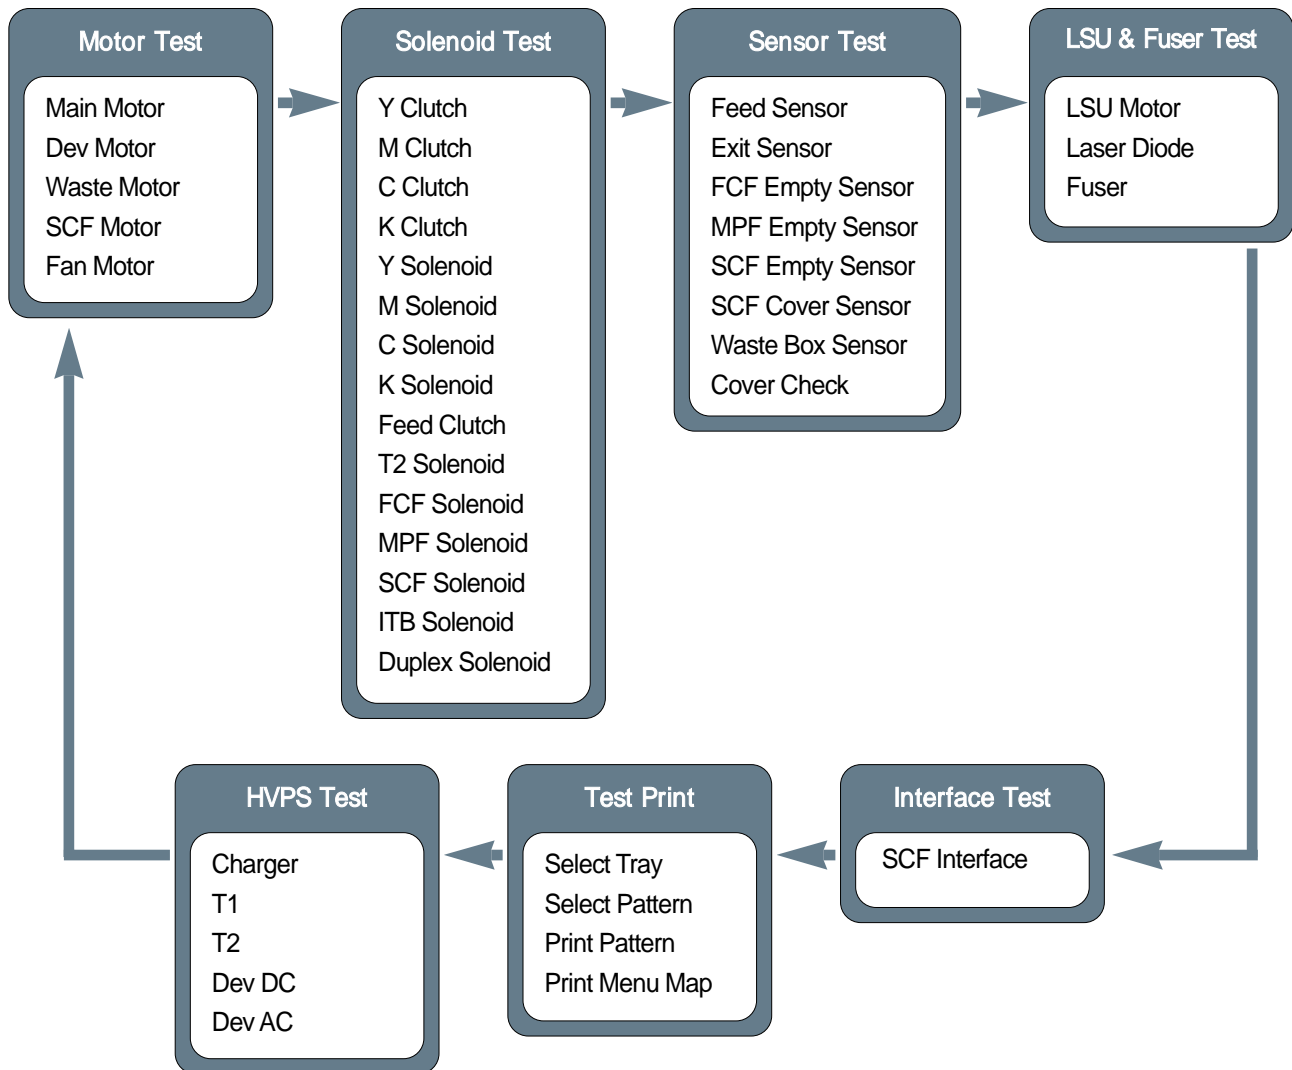 Motor Test
Main Motor
Dev Motor
Waste Motor
SCF Motor
Fan Motor
Solenoid Test
Y Clutch
M Clutch
C Clutch
K Clutch
Y Solenoid
M Solenoid
C Solenoid
K Solenoid
Feed Clutch
T2 Solenoid
FCF Solenoid
MPF Solenoid
SCF Solenoid
ITB Solenoid
Duplex Solenoid
Sensor Test
Feed Sensor
Exit Sensor
FCF Empty Sensor
MPF Empty Sensor
SCF Empty Sensor
SCF Cover Sensor
Waste Box Sensor
Cover Check
LSU & Fuser Test
LSU Motor
Laser Diode
Fuser
HVPS Test
Charger
T1
T2
Dev DC
Dev AC
Test Print
Select Tray
Select Pattern
Print Pattern
Print Menu Map
Interface Test
SCF Interface